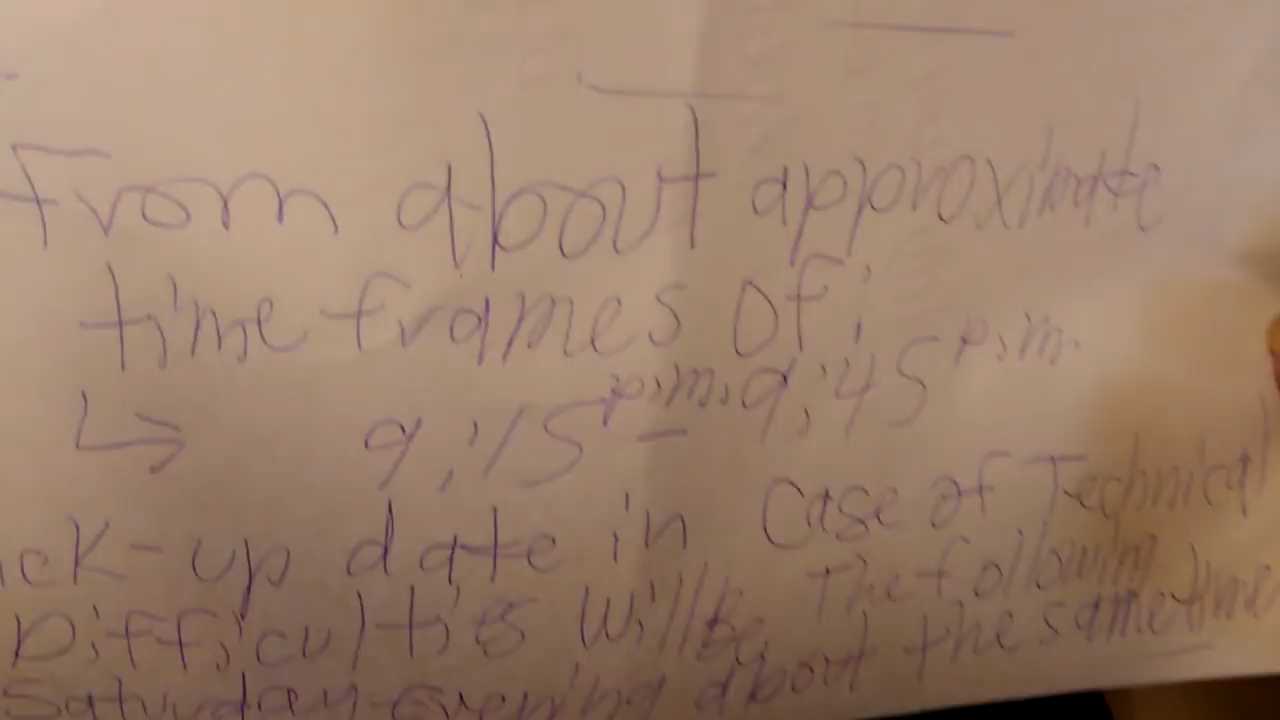 From about approximate
time frames of:
↳ 9:15 p.m. - 9:45 p.m.
ck-up date in Case of Technical
Difficulties Will Be The following
Saturday Evening about the same time